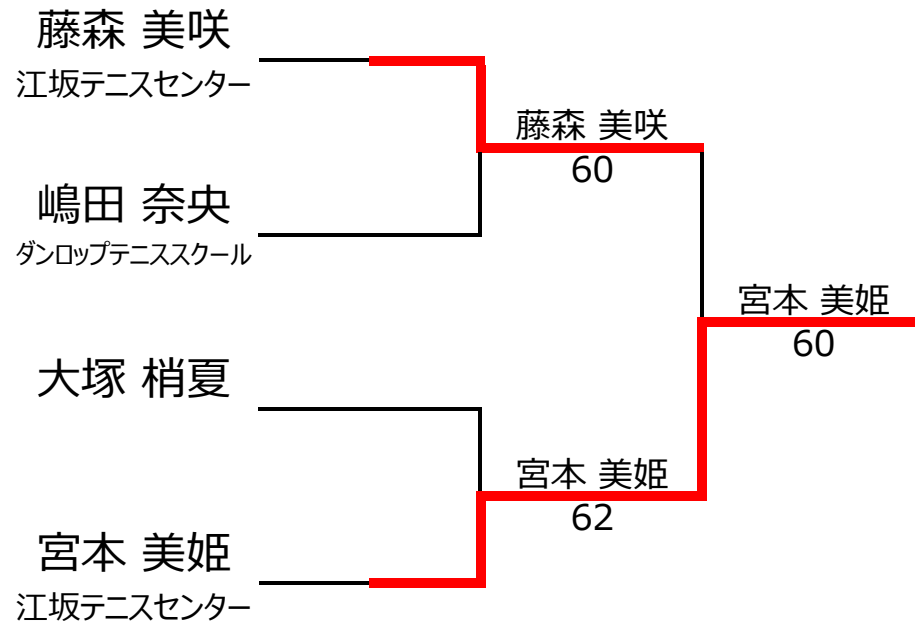 藤森 美咲
江坂テニスセンター
藤森 美咲
60
嶋田 奈央
ダンロップテニススクール
宮本 美姫
60
大塚 梢夏
宮本 美姫
62
宮本 美姫
江坂テニスセンター